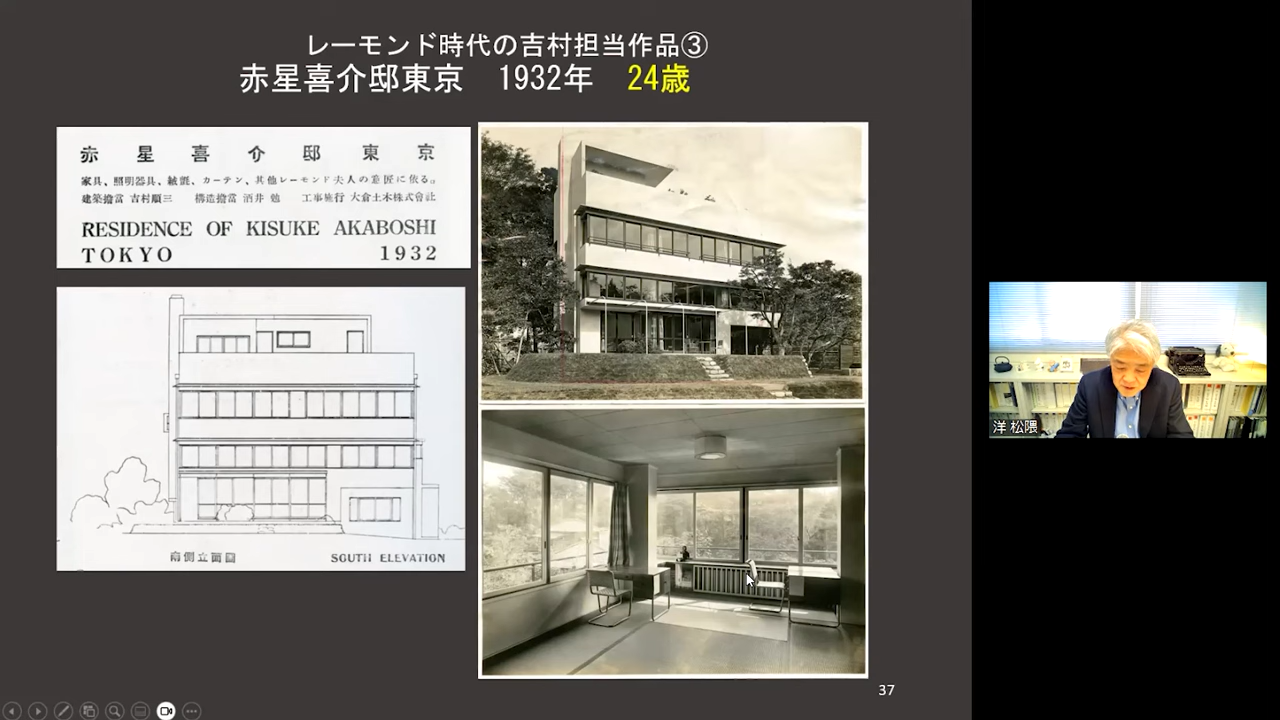 レーモンド時代の吉村担当作品③
赤星喜介邸東京　1932年　24歳
赤星喜介邸東京
家具、照明器具、絨氈、カーテン、其他レーモンド夫人の意匠に依る。
建築擔當 吉村順三　構造擔當 酒井 勉　工事施行 大倉土木株式會社
RESIDENCE OF KISUKE AKABOSHI
TOKYO 1932
南側立面圖 SOUTH ELEVATION
37
洋 松隈